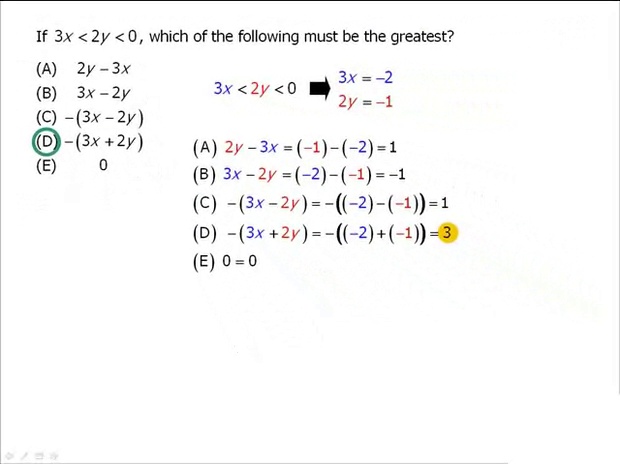 If 3x < 2y < 0, which of the following must be the greatest?
(A) 2y – 3x
(B) 3x – 2y
(C) –(3x – 2y)
(D) –(3x + 2y)
(E) 0
3x < 2y < 0
3x = –2
2y = –1
(A) 2y – 3x = (–1) – (–2) = 1
(B) 3x – 2y = (–2) – (–1) = –1
(C) –(3x – 2y) = –((–2) – (–1)) = 1
(D) –(3x + 2y) = –((–2) + (–1)) = 3
(E) 0 = 0